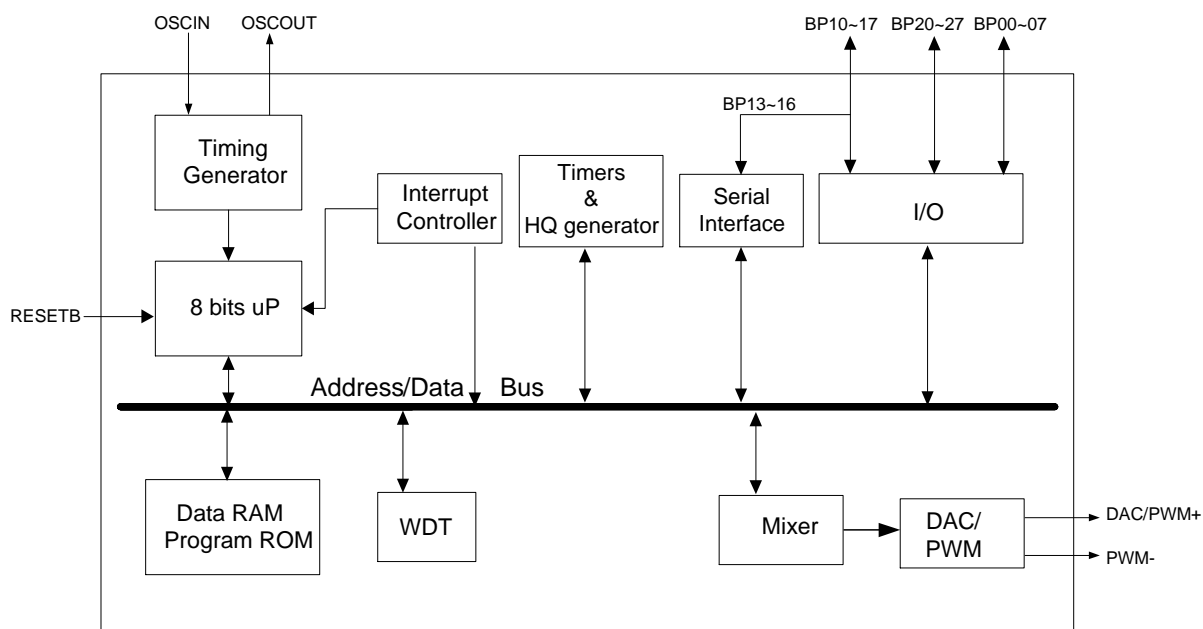 OSCIN OSCOUT BP10~17 BP20~27 BP00~07
BP13~16
Timing
Generator
Interrupt
Controller
Timers
&
HQ generator
Serial
Interface
I/O
RESETB
8 bits uP
Address/Data Bus
Data RAM
Program ROM
WDT
Mixer
DAC/
PWM
DAC/PWM+
PWM-